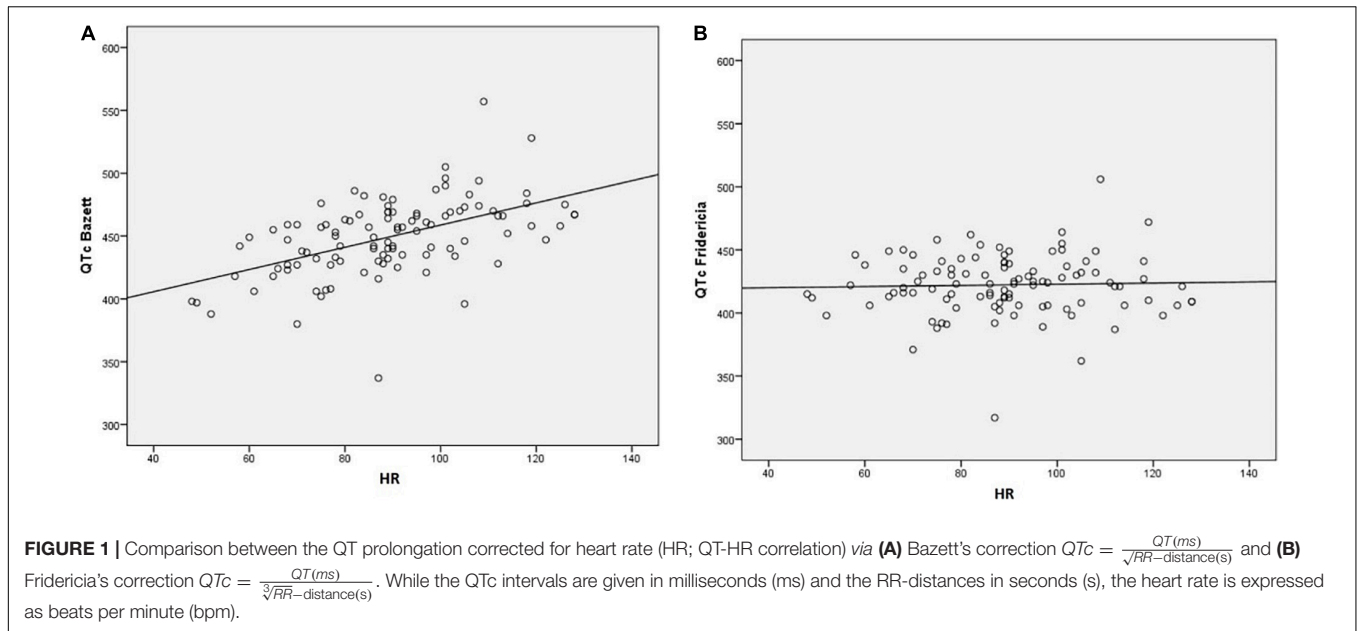 A
600
550
500
450
400
350
300
QTc Bazett
40 60 80 100 120 140
HR
B
600
550
500
450
400
350
300
QTc Fridericia
40 60 80 100 120 140
HR
FIGURE 1 | Comparison between the QT prolongation corrected for heart rate (HR; QT-HR correlation) via (A) Bazett's correction QTc = QT(ms) / √RR−distance(s) and (B)
Fridericia's correction QTc = QT(ms) / ∛RR−distance(s). While the QTc intervals are given in milliseconds (ms) and the RR-distances in seconds (s), the heart rate is expressed
as beats per minute (bpm).